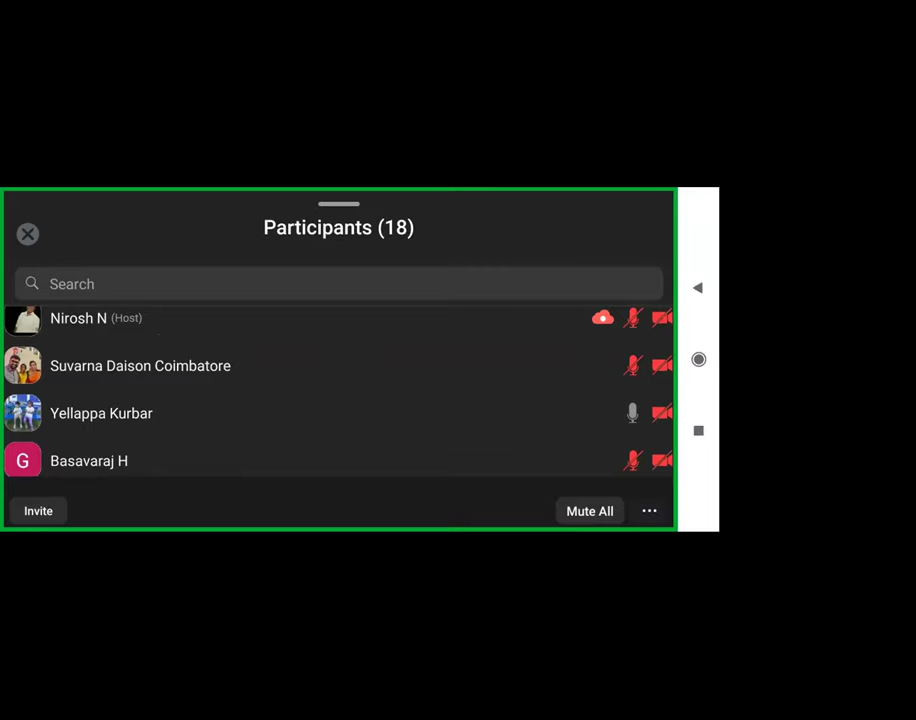 Participants (18)
Search
Nirosh N (Host)
Suvarna Daison Coimbatore
Yellappa Kurbar
G Basavaraj H
Invite Mute All